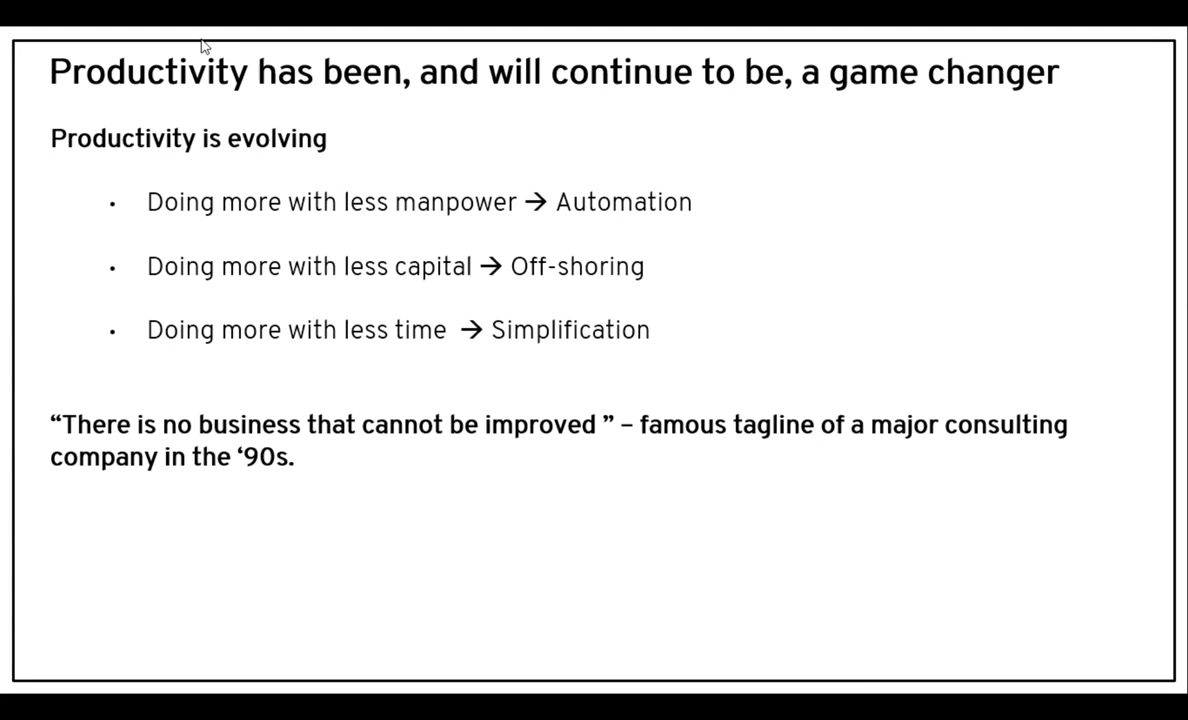 Productivity has been, and will continue to be, a game changer
Productivity is evolving
• Doing more with less manpower → Automation
• Doing more with less capital → Off-shoring
• Doing more with less time → Simplification
“There is no business that cannot be improved ” – famous tagline of a major consulting
company in the ‘90s.